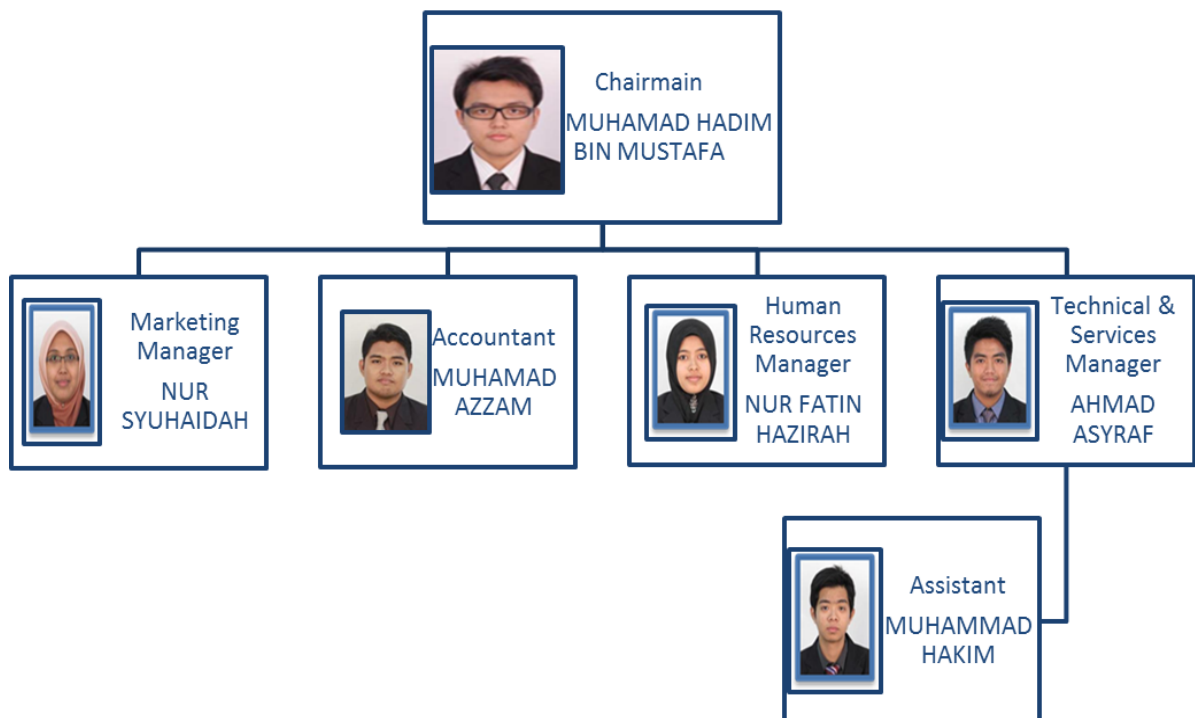 Chairmain
MUHAMAD HADIM
BIN MUSTAFA
Marketing
Manager
NUR
SYUHAIDAH
Accountant
MUHAMAD
AZZAM
Human
Resources
Manager
NUR FATIN
HAZIRAH
Technical &
Services
Manager
AHMAD
ASYRAF
Assistant
MUHAMMAD
HAKIM